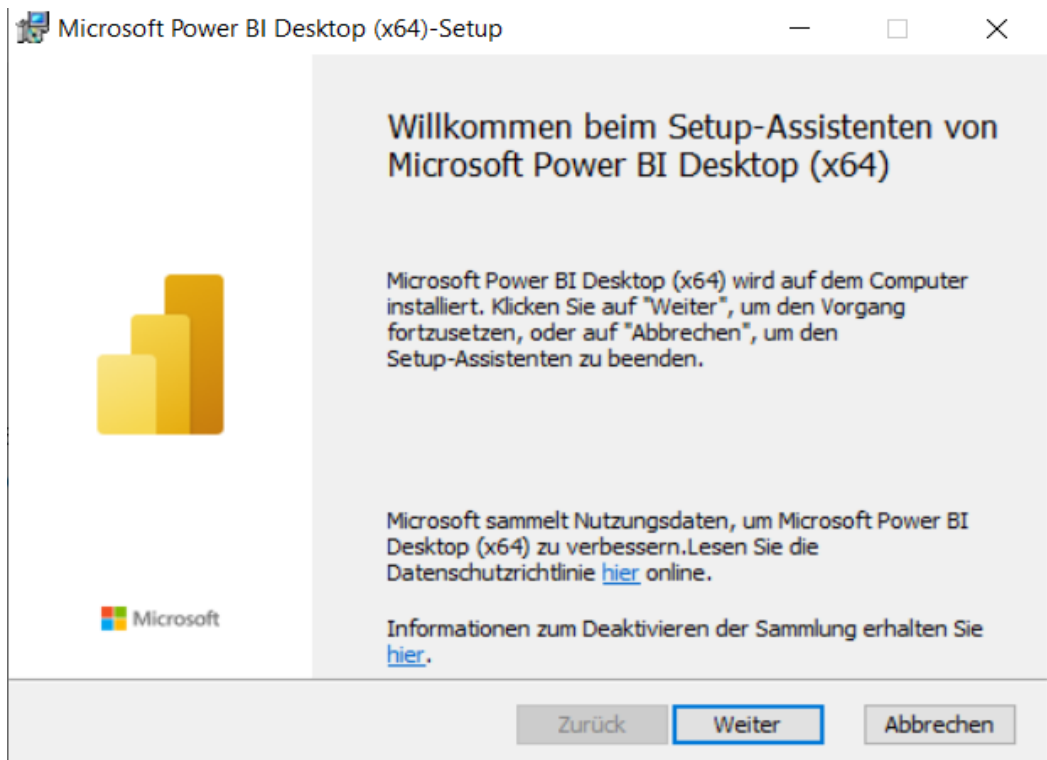 Microsoft Power BI Desktop (x64)-Setup
Willkommen beim Setup-Assistenten von
Microsoft Power BI Desktop (x64)
Microsoft Power BI Desktop (x64) wird auf dem Computer
installiert. Klicken Sie auf "Weiter", um den Vorgang
fortzusetzen, oder auf "Abbrechen", um den
Setup-Assistenten zu beenden.
Microsoft sammelt Nutzungsdaten, um Microsoft Power BI
Desktop (x64) zu verbessern.Lesen Sie die
Datenschutzrichtlinie hier online.
Microsoft
Informationen zum Deaktivieren der Sammlung erhalten Sie
hier.
Zurück Weiter Abbrechen